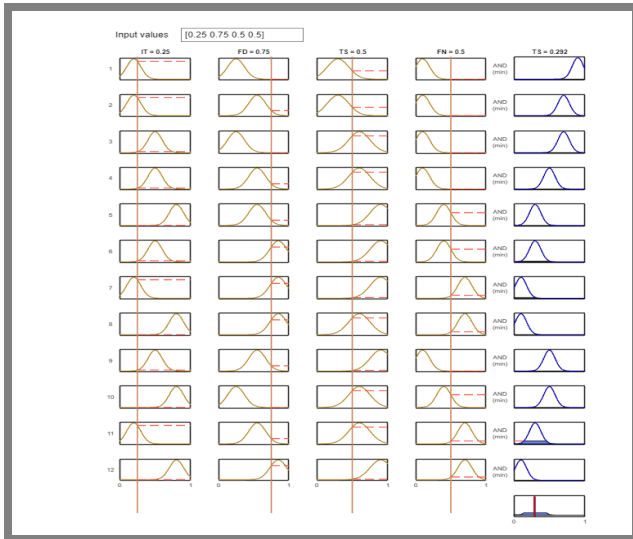 Input values [0.25 0.75 0.5 0.5]
IT = 0.25 FD = 0.75 TS = 0.5 FN = 0.5 TS = 0.292
1 AND
(min)
2 AND
(min)
3 AND
(min)
4 AND
(min)
5 AND
(min)
6 AND
(min)
7 AND
(min)
8 AND
(min)
9 AND
(min)
10 AND
(min)
11 AND
(min)
12 AND
(min)
0 1 0 1 0 1 0 1
0 1